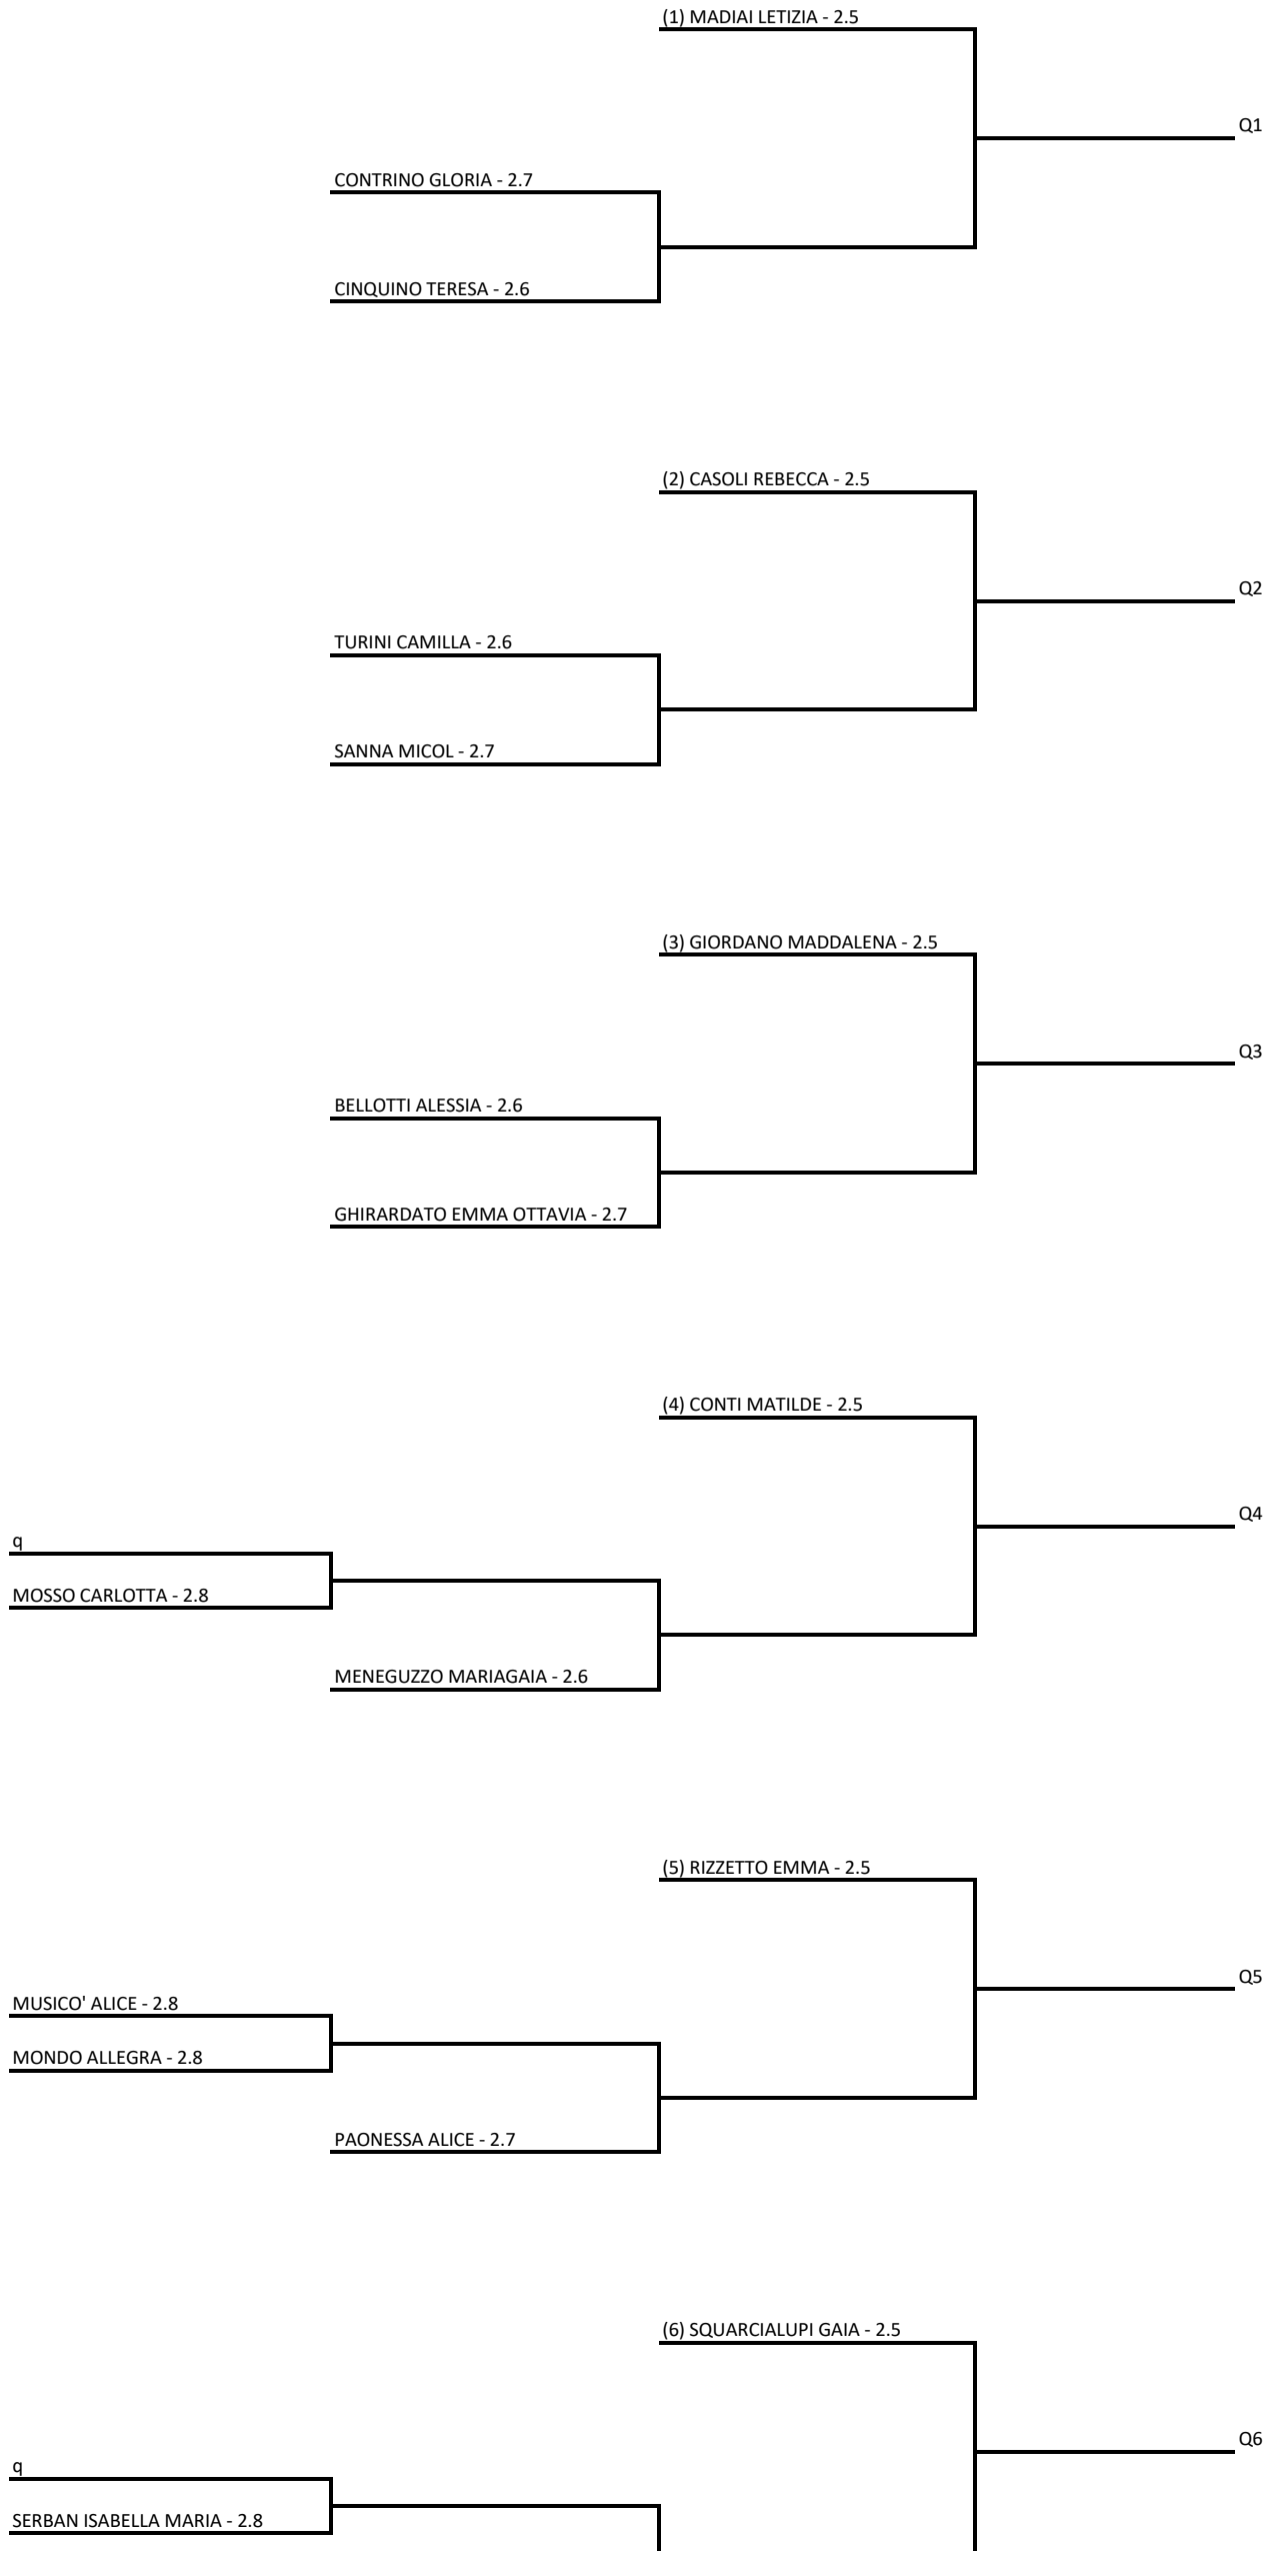 (1) MADIAI LETIZIA - 2.5
Q1
CONTRINO GLORIA - 2.7
CINQUINO TERESA - 2.6
(2) CASOLI REBECCA - 2.5
Q2
TURINI CAMILLA - 2.6
SANNA MICOL - 2.7
(3) GIORDANO MADDALENA - 2.5
Q3
BELLOTTI ALESSIA - 2.6
GHIRARDATO EMMA OTTAVIA - 2.7
(4) CONTI MATILDE - 2.5
Q4
q
MOSSO CARLOTTA - 2.8
MENEGUZZO MARIAGAIA - 2.6
(5) RIZZETTO EMMA - 2.5
Q5
MUSICO' ALICE - 2.8
MONDO ALLEGRA - 2.8
PAONESSA ALICE - 2.7
(6) SQUARCIALUPI GAIA - 2.5
Q6
q
SERBAN ISABELLA MARIA - 2.8